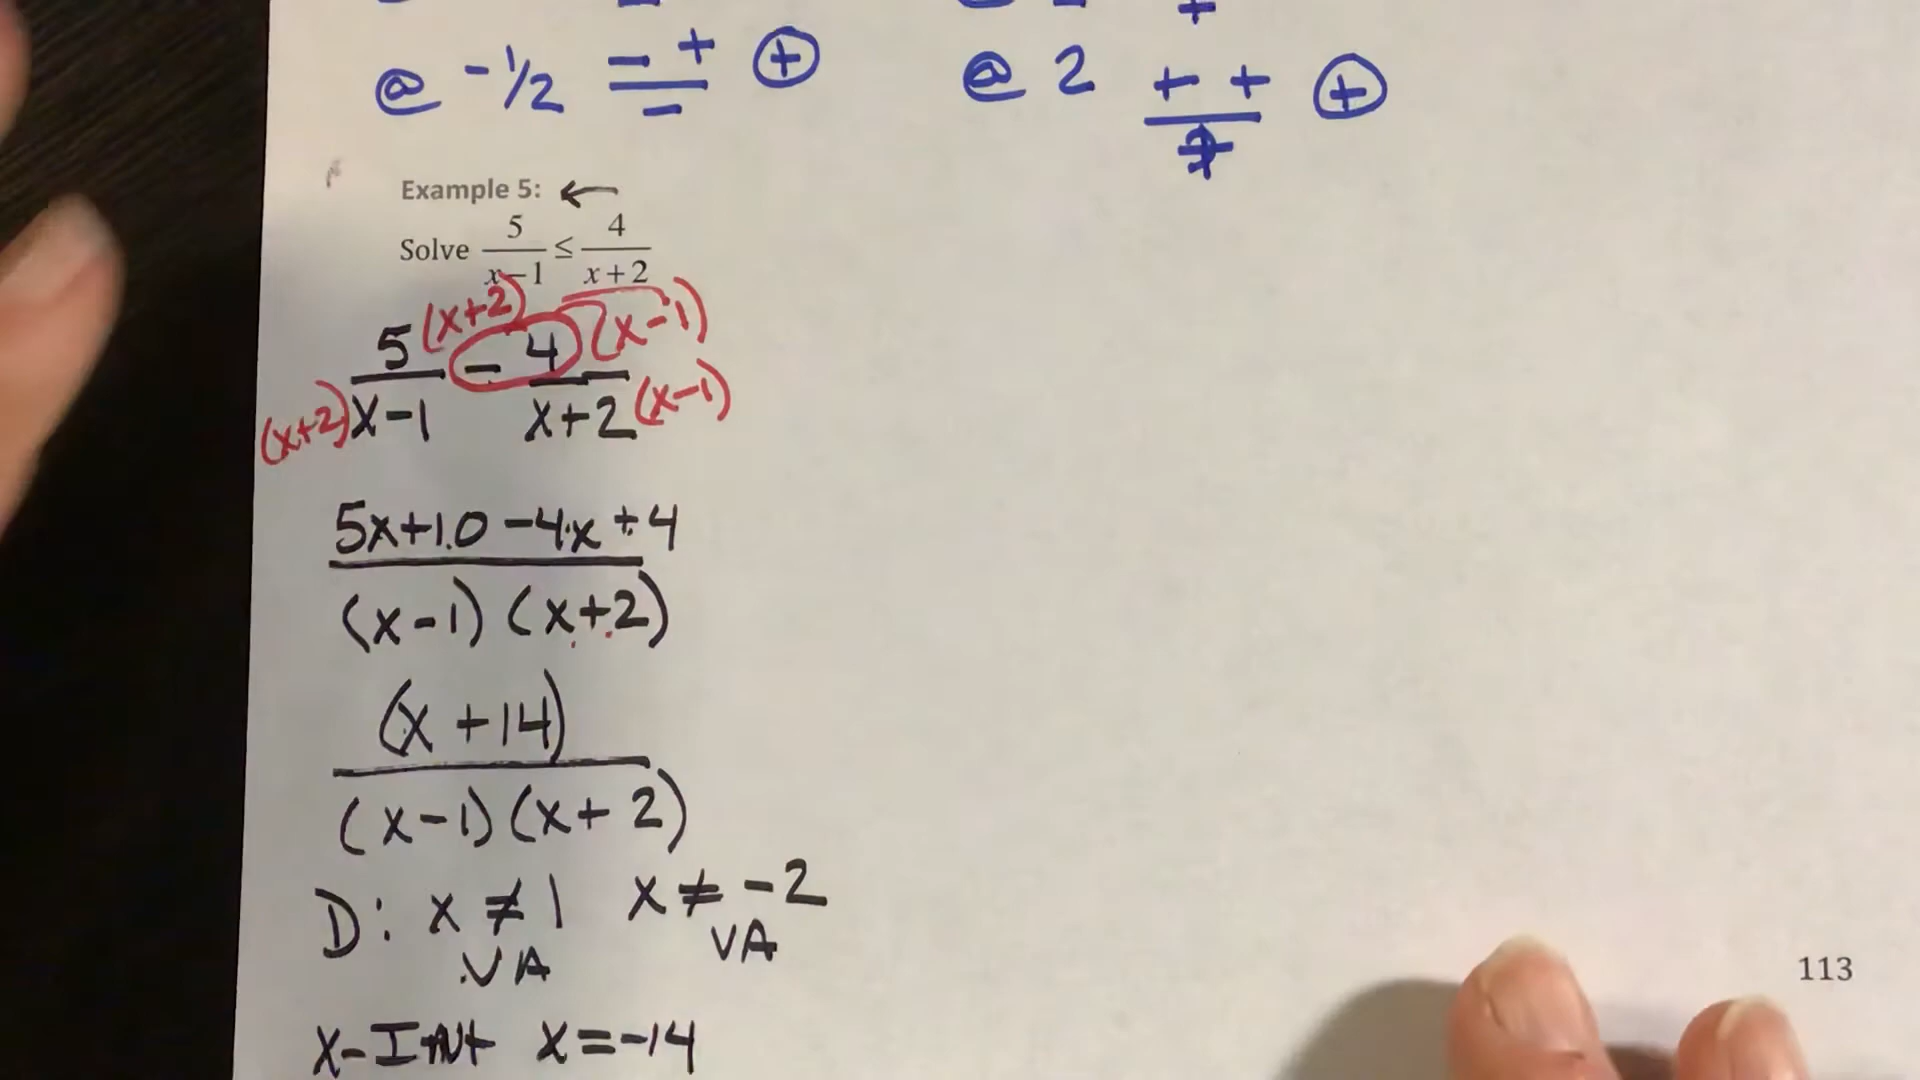 @ -1/2 - + / - (+) @ 2 + + / + (+)
Example 5: ←
Solve 5/(x-1) ≤ 4/(x+2)
5(x+2) - 4(x-1)
(x+2) x-1 x+2 (x-1)
5x+10 -4x +4
(x-1) (x+2)
(x +14)
(x-1)(x+ 2)
D: x ≠ 1 x ≠ -2
VA VA
x-Int x=-14
113